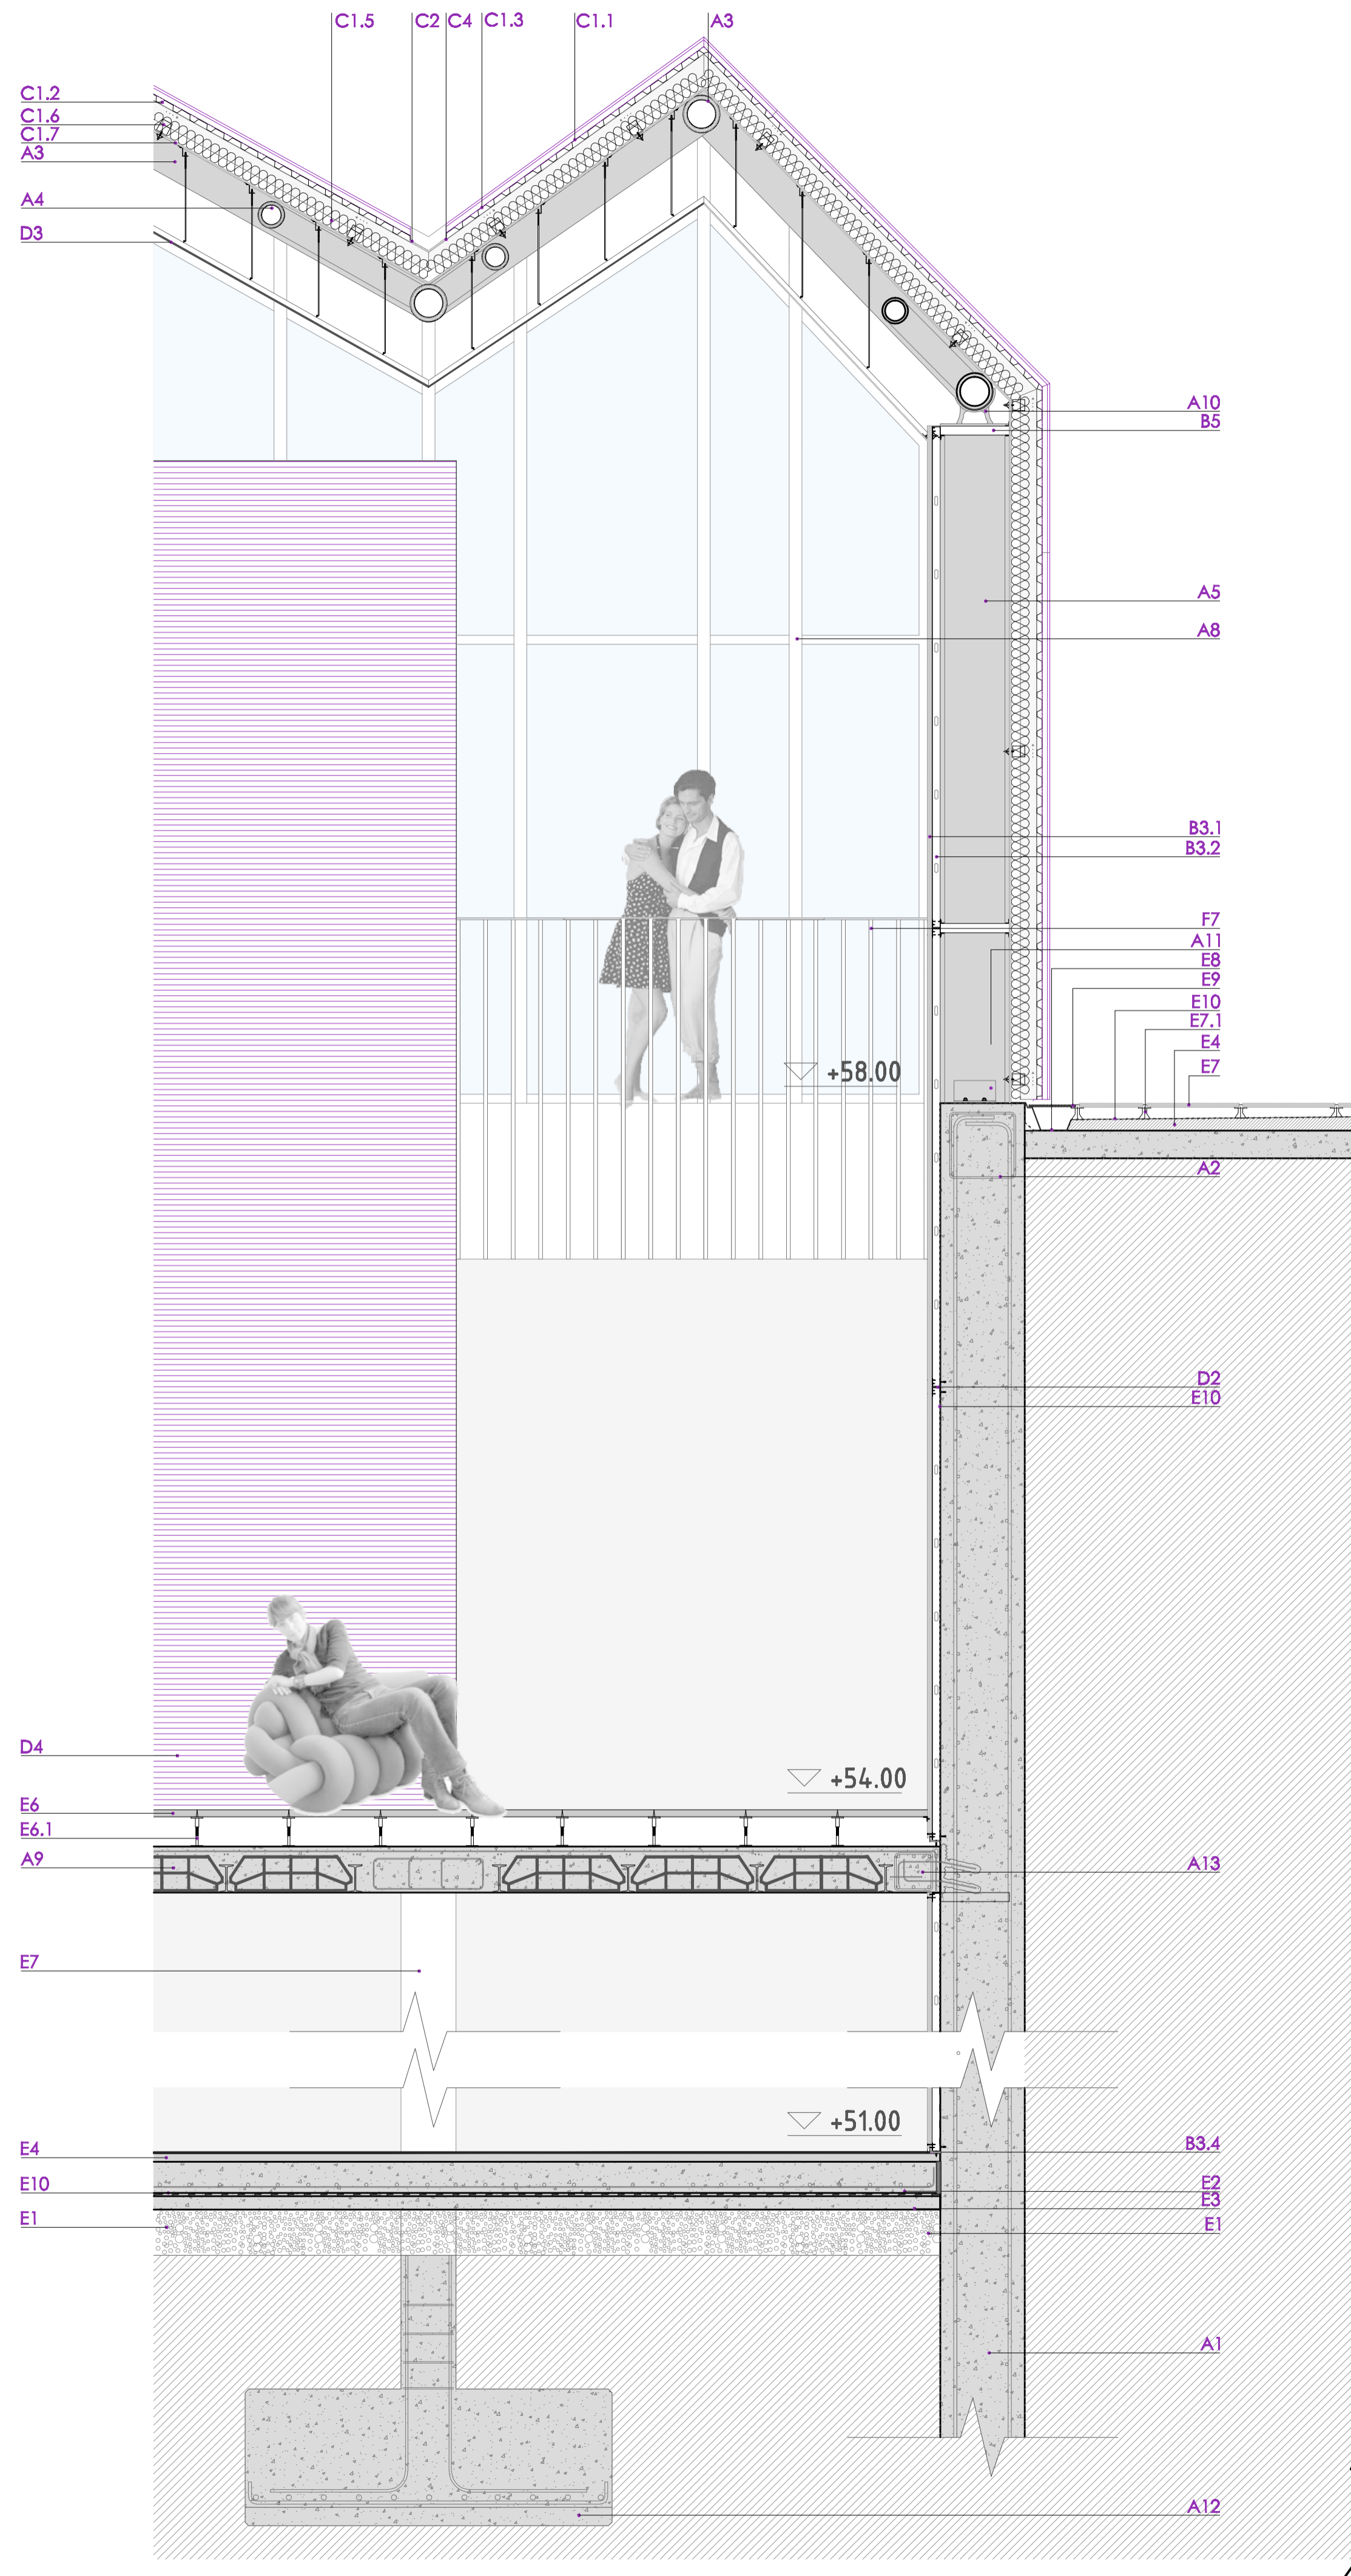 C1.5 C2 C4 C1.3 C1.1 A3
C1.2
C1.6
C1.7
A3
A4
D3
A10
B5
A5
A8
B3.1
B3.2
F7
A11
E8
E9
E10
E7.1
E4
E7
+58.00
A2
D2
E10
D4
+54.00
E6
E6.1
A9
A13
E7
+51.00
E4
B3.4
E10
E2
E3
E1
E1
A1
A12